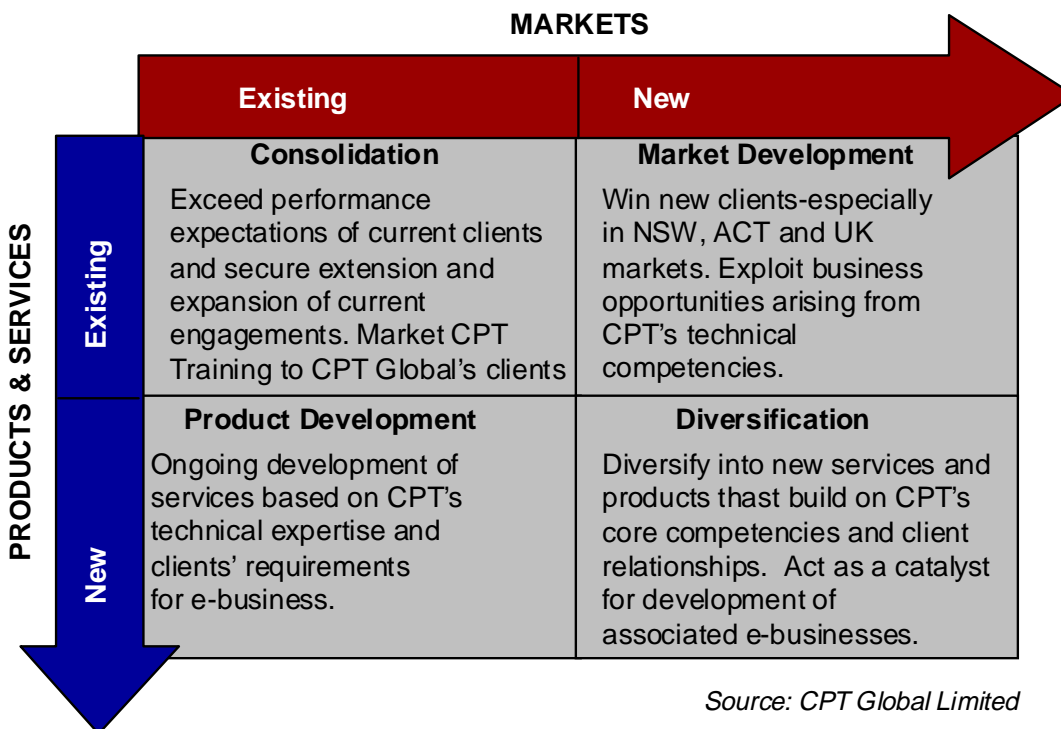 MARKETS
Existing
New
PRODUCTS & SERVICES
Existing
Consolidation
Exceed performance
expectations of current clients
and secure extension and
expansion of current
engagements. Market CPT
Training to CPT Global's clients
Market Development
Win new clients-especially
in NSW, ACT and UK
markets. Exploit business
opportunities arising from
CPT's technical
competencies.
New
Product Development
Ongoing development of
services based on CPT's
technical expertise and
clients' requirements
for e-business.
Diversification
Diversify into new services and
products thast build on CPT's
core competencies and client
relationships.  Act as a catalyst
for development of
associated e-businesses.
Source: CPT Global Limited